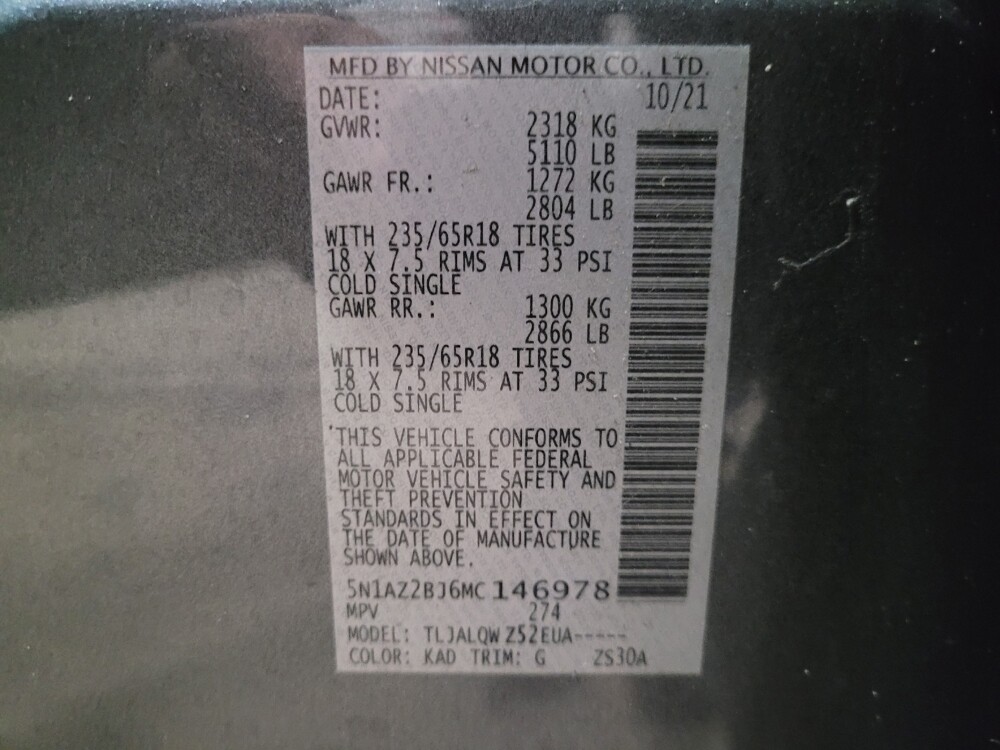 MFD BY NISSAN MOTOR CO., LTD.
DATE: 10/21
GVWR: 2318 KG
5110 LB
GAWR FR.: 1272 KG
2804 LB
WITH 235/65R18 TIRES
18 X 7.5 RIMS AT 33 PSI
COLD SINGLE
GAWR RR.: 1300 KG
2866 LB
WITH 235/65R18 TIRES
18 X 7.5 RIMS AT 33 PSI
COLD SINGLE
THIS VEHICLE CONFORMS TO
ALL APPLICABLE FEDERAL
MOTOR VEHICLE SAFETY AND
THEFT PREVENTION
STANDARDS IN EFFECT ON
THE DATE OF MANUFACTURE
SHOWN ABOVE.
5N1AZ2BJ6MC146978
MPV 274
MODEL: TLJALQW Z52EUA-----
COLOR: KAD TRIM: G ZS30A